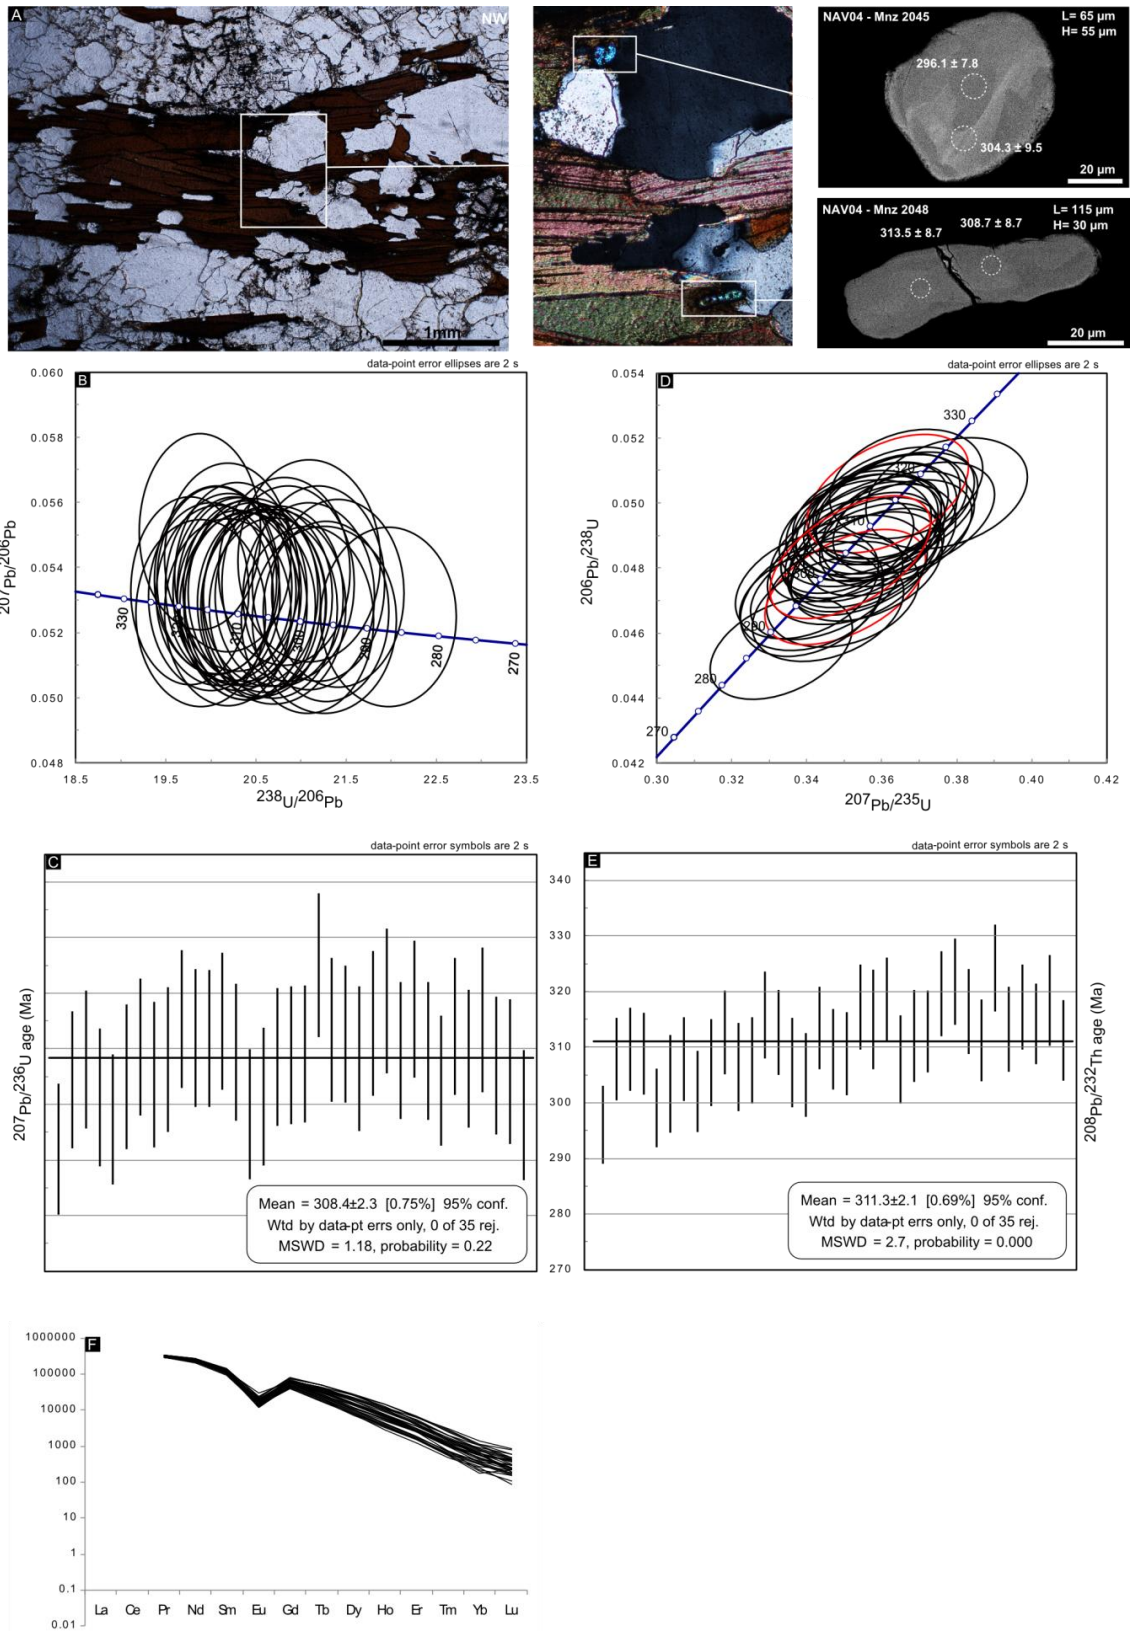 A
NW
1mm
NAV04 - Mnz 2045
L= 65 µm
H= 55 µm
296.1 ± 7.8
304.3 ± 9.5
20 µm
NAV04 - Mnz 2048
L= 115 µm
H= 30 µm
313.5 ± 8.7
308.7 ± 8.7
20 µm
data-point error ellipses are 2 s
B
0.060
0.058
0.056
0.054
0.052
0.050
0.048
207Pb/206Pb
330
310
290
280
270
18.5
19.5
20.5
21.5
22.5
23.5
238U/206Pb
data-point error ellipses are 2 s
D
0.054
0.052
0.050
0.048
0.046
0.044
0.042
206Pb/238U
330
320
290
280
270
0.30
0.32
0.34
0.36
0.38
0.40
0.42
207Pb/235U
data-point error symbols are 2 s
C
207Pb/236U age (Ma)
Mean = 308.4±2.3 [0.75%] 95% conf.
Wtd by data-pt errs only, 0 of 35 rej.
MSWD = 1.18, probability = 0.22
data-point error symbols are 2 s
E
340
330
320
310
300
290
280
270
208Pb/232Th age (Ma)
Mean = 311.3±2.1 [0.69%] 95% conf.
Wtd by data-pt errs only, 0 of 35 rej.
MSWD = 2.7, probability = 0.000
F
1000000
100000
10000
1000
100
10
1
0.1
0.01
La Ce Pr Nd Sm Eu Gd Tb Dy Ho Er Tm Yb Lu